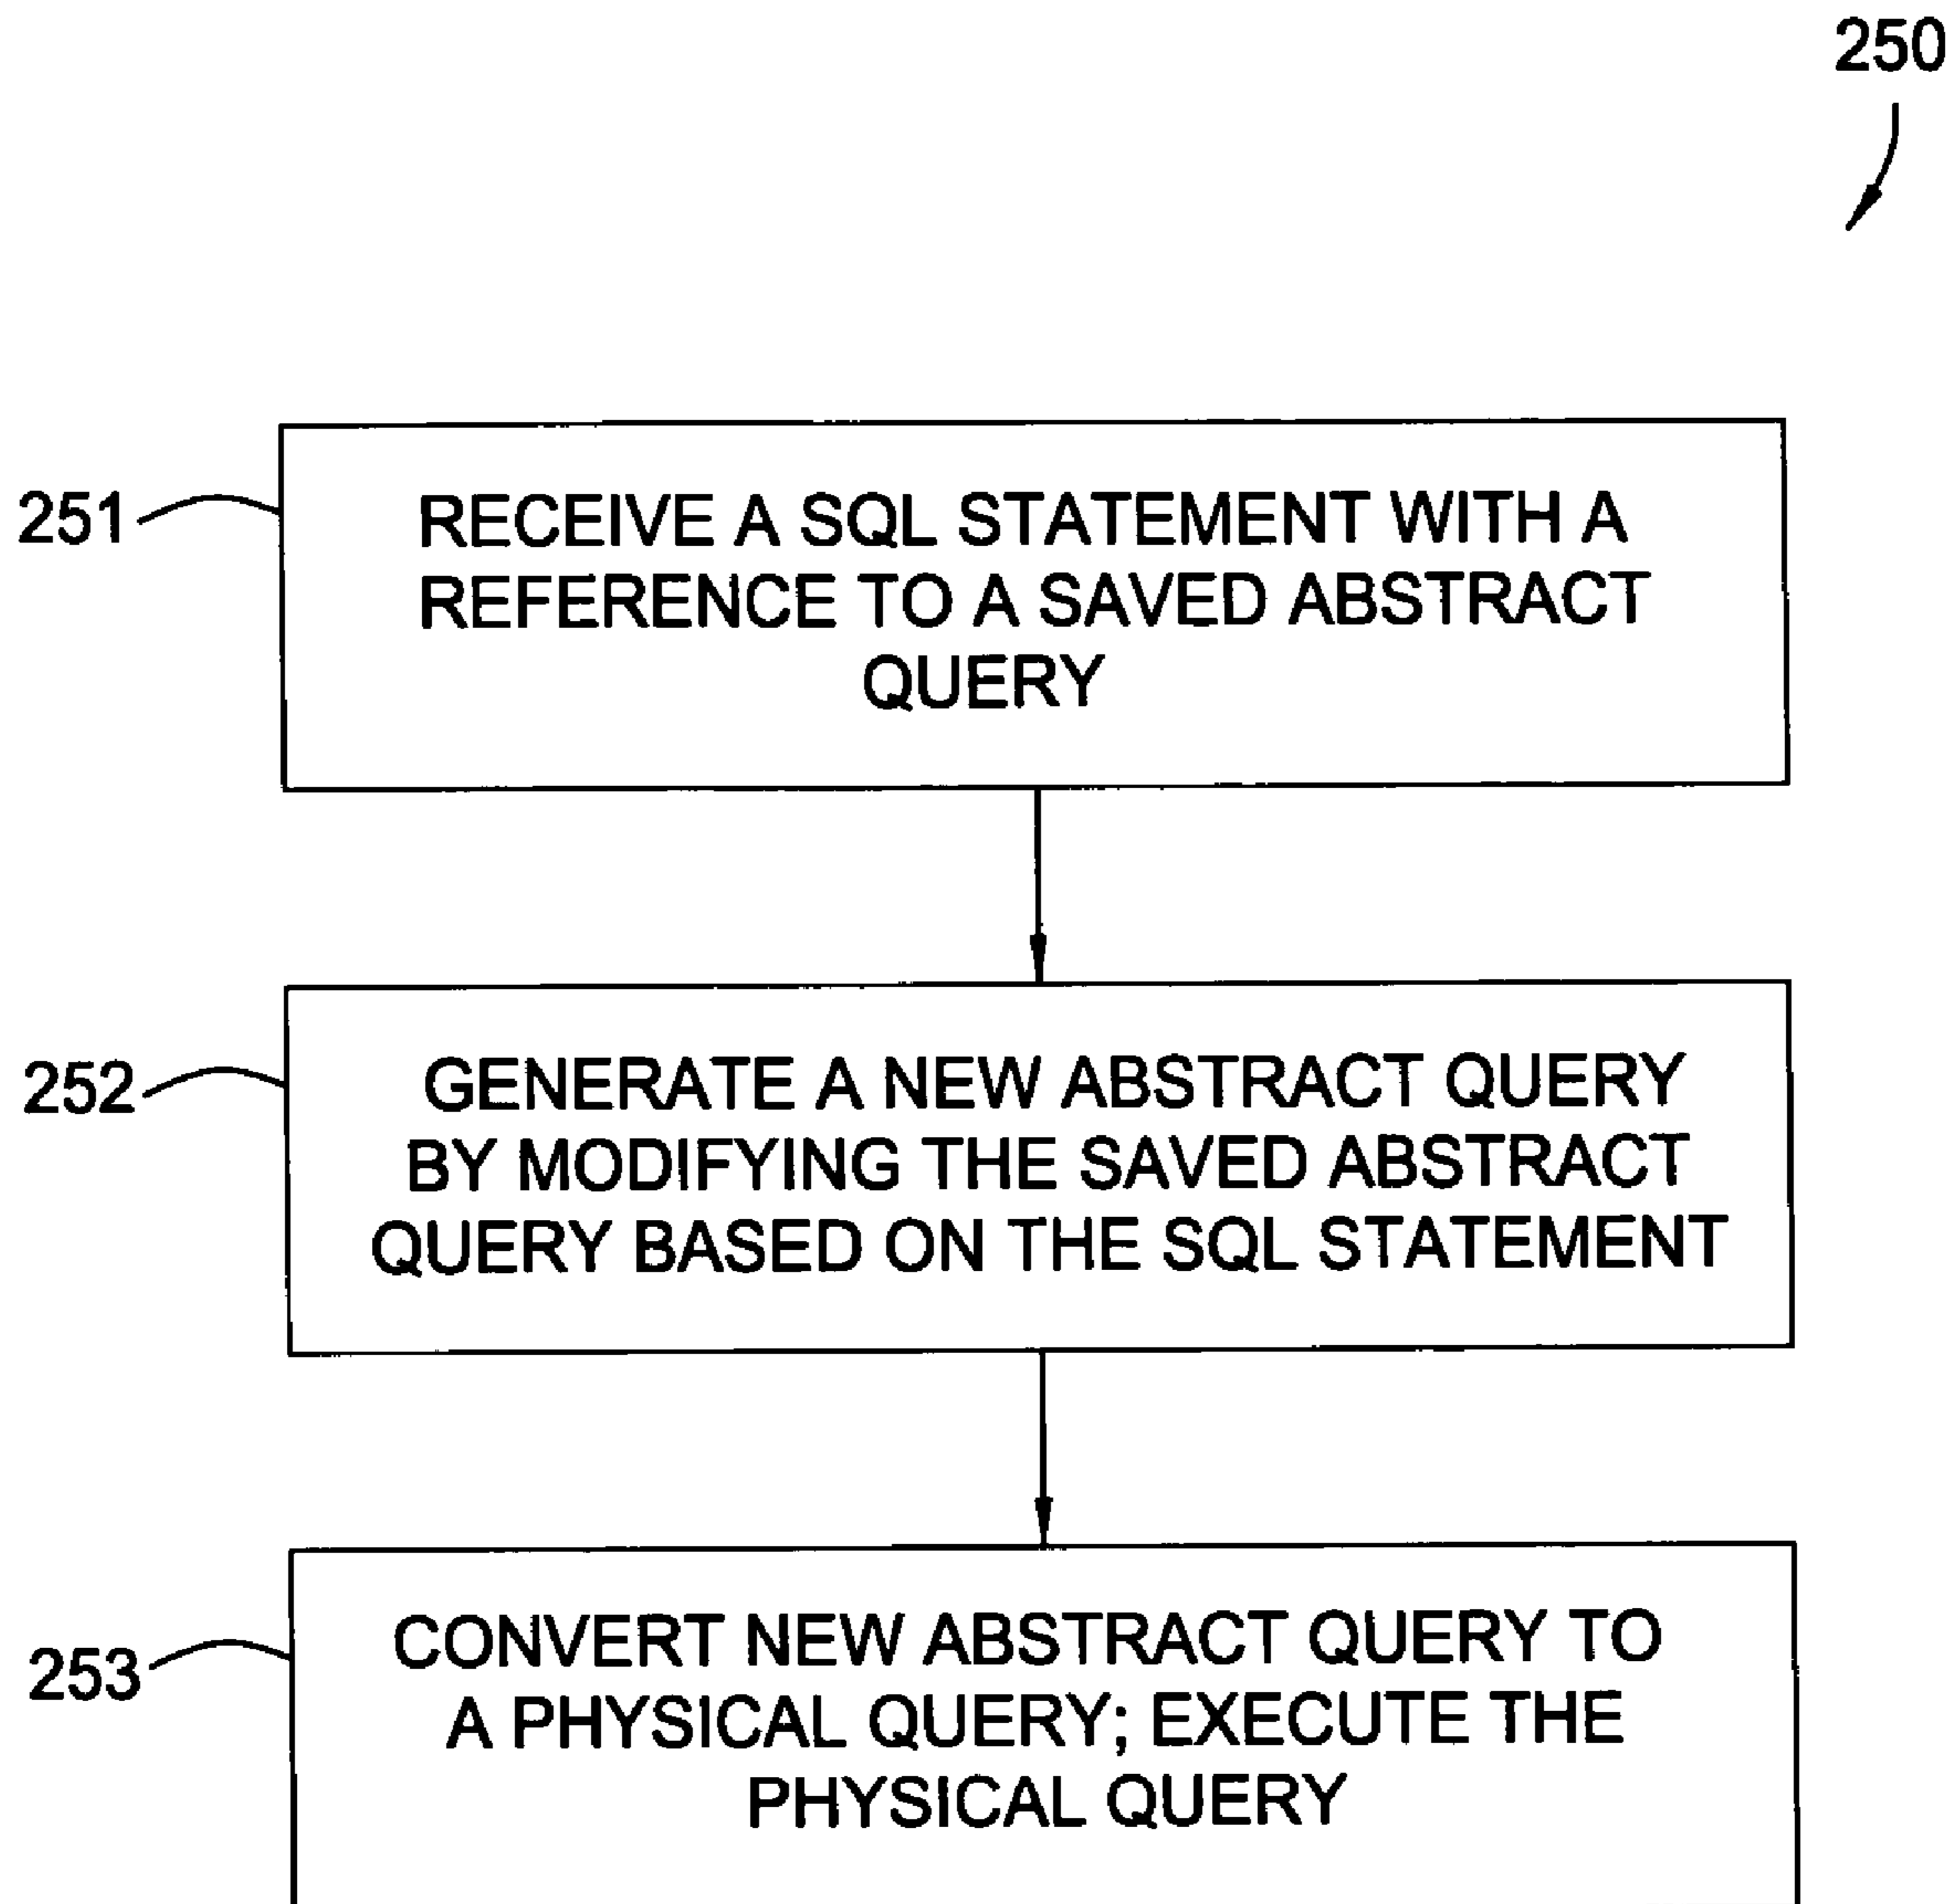 250
251
RECEIVE A SQL STATEMENT WITH A
REFERENCE TO A SAVED ABSTRACT
QUERY
252
GENERATE A NEW ABSTRACT QUERY
BY MODIFYING THE SAVED ABSTRACT
QUERY BASED ON THE SQL STATEMENT
253
CONVERT NEW ABSTRACT QUERY TO
A PHYSICAL QUERY; EXECUTE THE
PHYSICAL QUERY